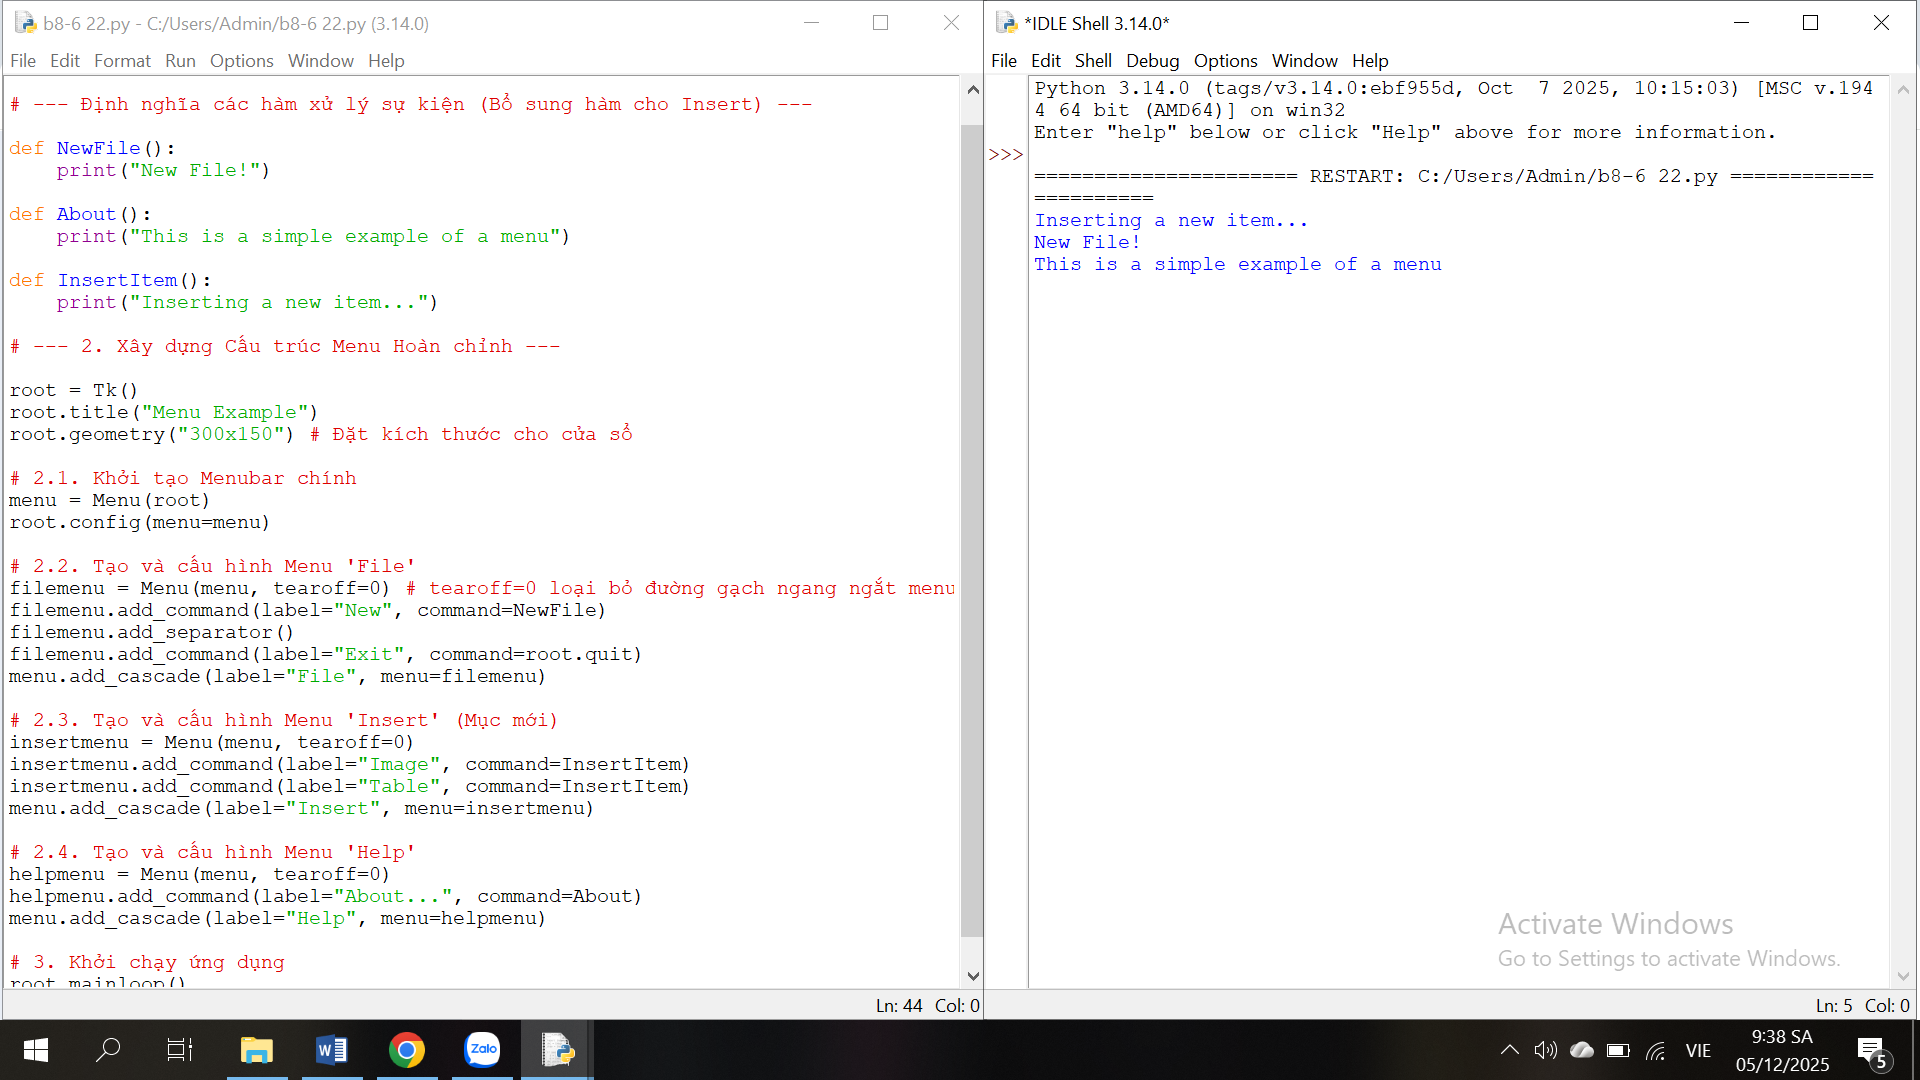 b8-6 22.py - C:/Users/Admin/b8-6 22.py (3.14.0)
File Edit Format Run Options Window Help
# --- Định nghĩa các hàm xử lý sự kiện (Bổ sung hàm cho Insert) ---
def NewFile():
    print("New File!")
def About():
    print("This is a simple example of a menu")
def InsertItem():
    print("Inserting a new item...")
# --- 2. Xây dựng Cấu trúc Menu Hoàn chỉnh ---
root = Tk()
root.title("Menu Example")
root.geometry("300x150") # Đặt kích thước cho cửa sổ
# 2.1. Khởi tạo Menubar chính
menu = Menu(root)
root.config(menu=menu)
# 2.2. Tạo và cấu hình Menu 'File'
filemenu = Menu(menu, tearoff=0) # tearoff=0 loại bỏ đường gạch ngang ngắt menu
filemenu.add_command(label="New", command=NewFile)
filemenu.add_separator()
filemenu.add_command(label="Exit", command=root.quit)
menu.add_cascade(label="File", menu=filemenu)
# 2.3. Tạo và cấu hình Menu 'Insert' (Mục mới)
insertmenu = Menu(menu, tearoff=0)
insertmenu.add_command(label="Image", command=InsertItem)
insertmenu.add_command(label="Table", command=InsertItem)
menu.add_cascade(label="Insert", menu=insertmenu)
# 2.4. Tạo và cấu hình Menu 'Help'
helpmenu = Menu(menu, tearoff=0)
helpmenu.add_command(label="About...", command=About)
menu.add_cascade(label="Help", menu=helpmenu)
# 3. Khởi chạy ứng dụng
root.mainloop()
Ln: 44 Col: 0
*IDLE Shell 3.14.0*
File Edit Shell Debug Options Window Help
Python 3.14.0 (tags/v3.14.0:ebf955d, Oct  7 2025, 10:15:03) [MSC v.194
4 64 bit (AMD64)] on win32
Enter "help" below or click "Help" above for more information.
>>>
====================== RESTART: C:/Users/Admin/b8-6 22.py ============
==========
Inserting a new item...
New File!
This is a simple example of a menu
Activate Windows
Go to Settings to activate Windows.
Ln: 5 Col: 0
Zalo
VIE
9:38 SA
05/12/2025
5